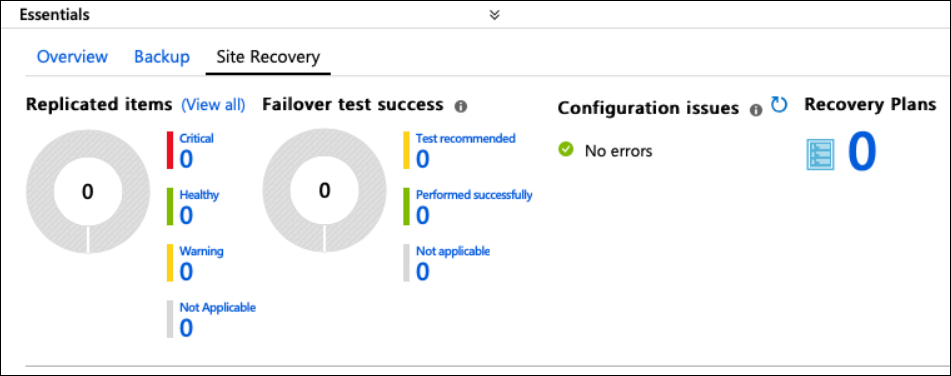 Essentials
Overview Backup Site Recovery
Replicated items (View all)
0
Critical
0
Healthy
0
Warning
0
Not Applicable
0
Failover test success
0
Test recommended
0
Performed successfully
0
Not applicable
0
Configuration issues
No errors
Recovery Plans
0